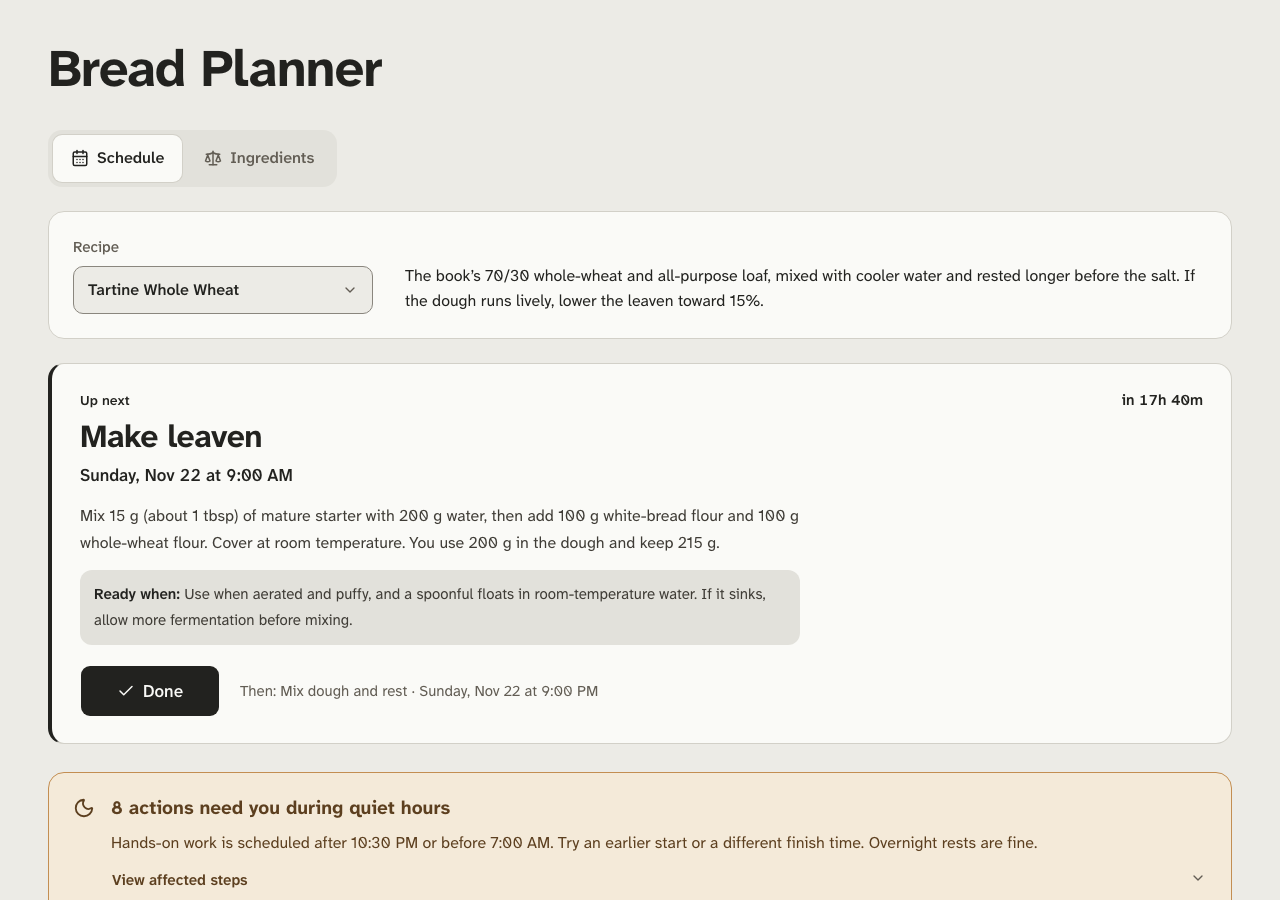 Bread Planner
Schedule
Ingredients
Recipe
Tartine Whole Wheat
The book’s 70/30 whole-wheat and all-purpose loaf, mixed with cooler water and rested longer before the salt. If
the dough runs lively, lower the leaven toward 15%.
Up next
in 17h 40m
Make leaven
Sunday, Nov 22 at 9:00 AM
Mix 15 g (about 1 tbsp) of mature starter with 200 g water, then add 100 g white-bread flour and 100 g
whole-wheat flour. Cover at room temperature. You use 200 g in the dough and keep 215 g.
Ready when: Use when aerated and puffy, and a spoonful floats in room-temperature water. If it sinks,
allow more fermentation before mixing.
Done
Then: Mix dough and rest · Sunday, Nov 22 at 9:00 PM
8 actions need you during quiet hours
Hands-on work is scheduled after 10:30 PM or before 7:00 AM. Try an earlier start or a different finish time. Overnight rests are fine.
View affected steps